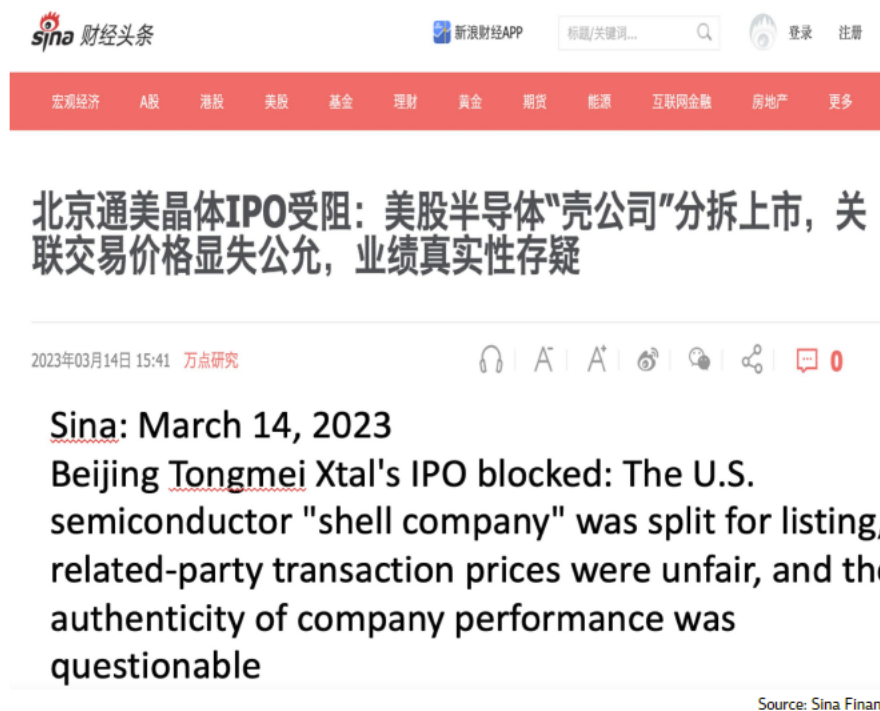 sina 财经头条 新浪财经APP 标题/关键词... 登录 注册
宏观经济 A股 港股 美股 基金 理财 黄金 期货 能源 互联网金融 房地产 更多
北京通美晶体IPO受阻：美股半导体“壳公司”分拆上市，关
联交易价格显失公允，业绩真实性存疑
2023年03月14日 15:41 万点研究 A- A+ 0
Sina: March 14, 2023
Beijing Tongmei Xtal's IPO blocked: The U.S.
semiconductor "shell company" was split for listing,
related-party transaction prices were unfair, and the
authenticity of company performance was
questionable
Source: Sina Finan